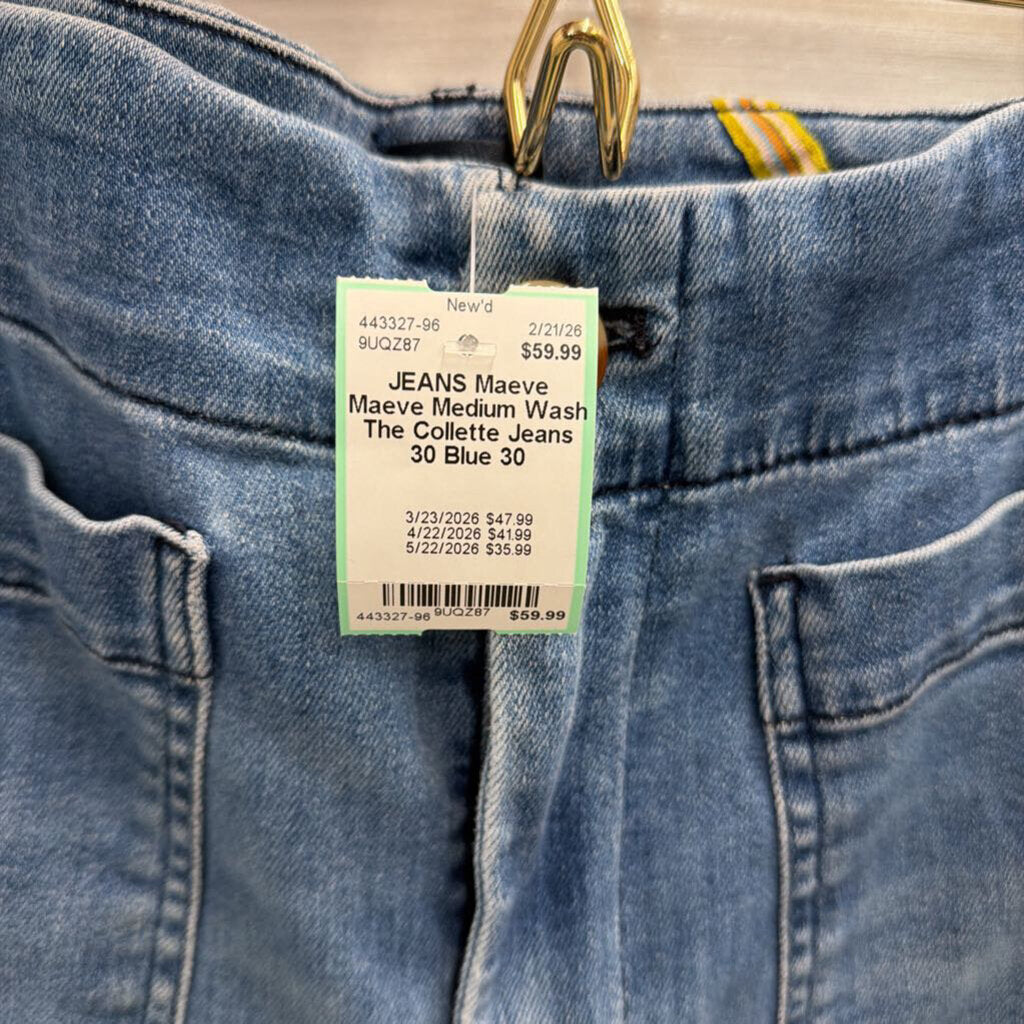 New'd
443327-96 2/21/26
9UQZ87 $59.99
JEANS Maeve
Maeve Medium Wash
The Collette Jeans
30 Blue 30
3/23/2026 $47.99
4/22/2026 $41.99
5/22/2026 $35.99
443327-96 9UQZ87 $59.99